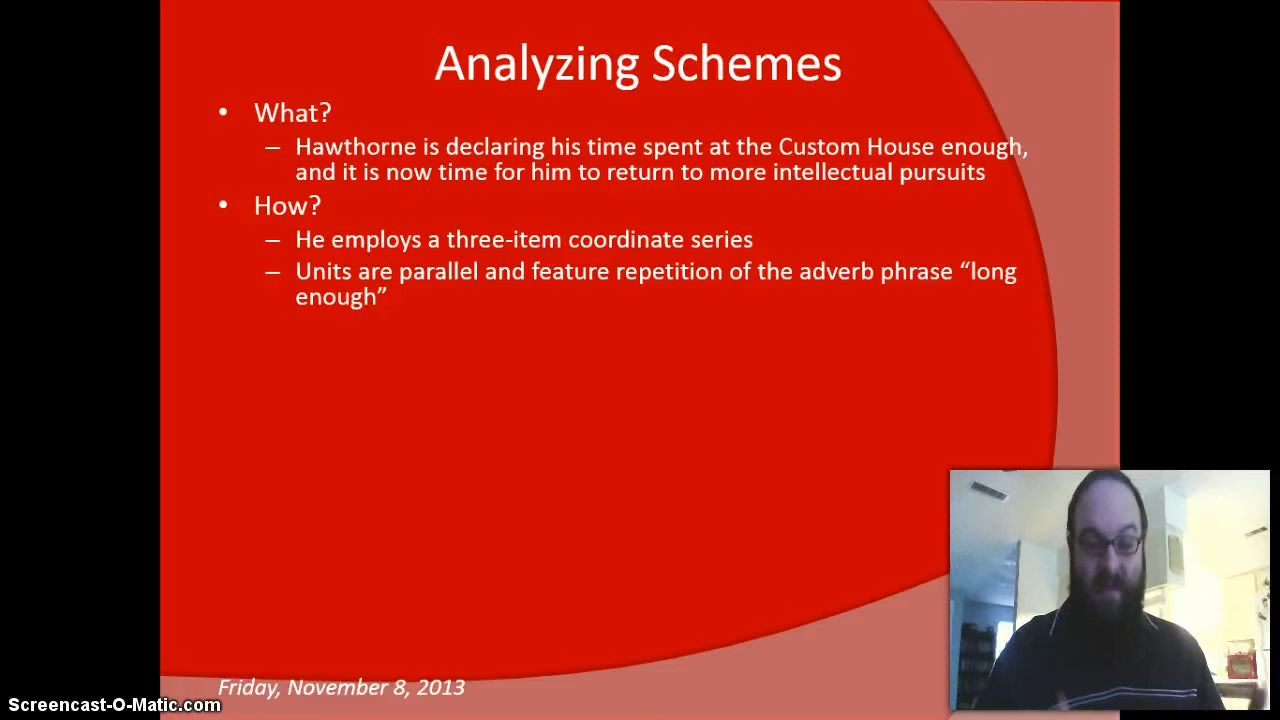 Analyzing Schemes
• What?
– Hawthorne is declaring his time spent at the Custom House enough,
and it is now time for him to return to more intellectual pursuits
• How?
– He employs a three-item coordinate series
– Units are parallel and feature repetition of the adverb phrase “long
enough”
Friday, November 8, 2013
Screencast-O-Matic.com